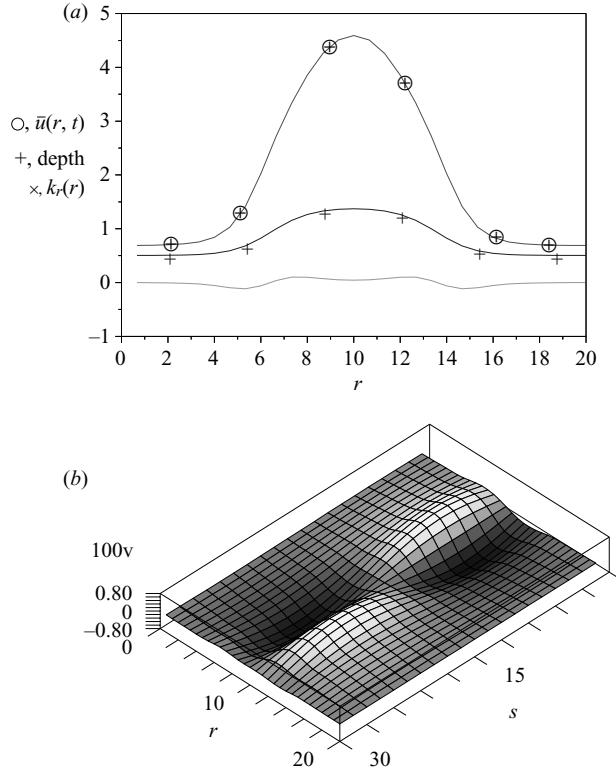 (a)
5
4
3
2
1
0
–1
○, ū(r, t)
+, depth
×, k_r(r)
0 2 4 6 8 10 12 14 16 18 20
r
(b)
100v
0.80
0
–0.80
0
10
r
20
30
15
s